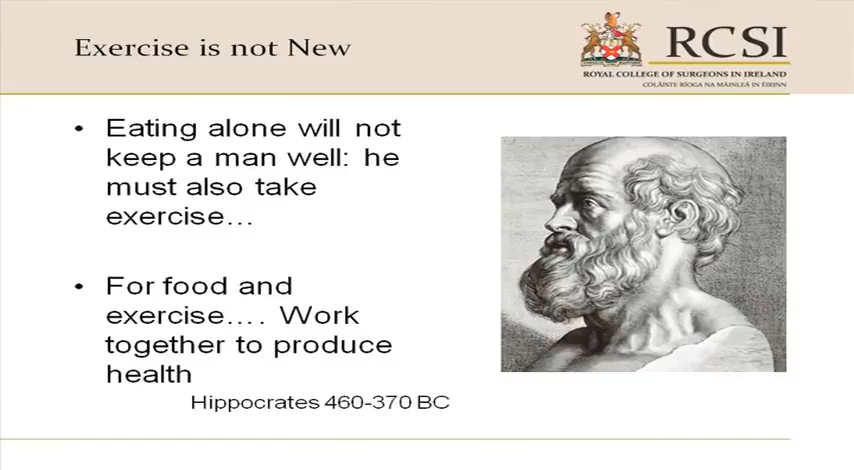 Exercise is not New
RCSI
ROYAL COLLEGE OF SURGEONS IN IRELAND
COLÁISTE RÍOGA NA MÁINLEÁ IN ÉIRINN
• Eating alone will not
keep a man well: he
must also take
exercise…
• For food and
exercise…. Work
together to produce
health
Hippocrates 460-370 BC